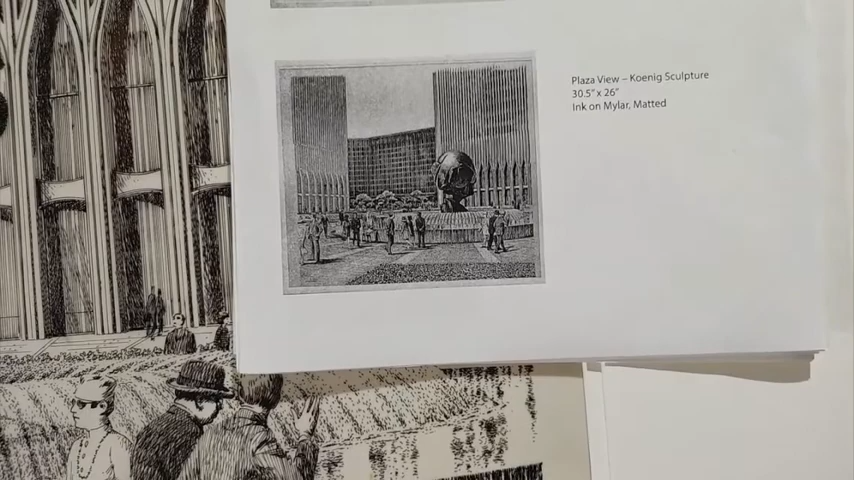 Plaza View – Koenig Sculpture
30.5" x 26"
Ink on Mylar, Matted